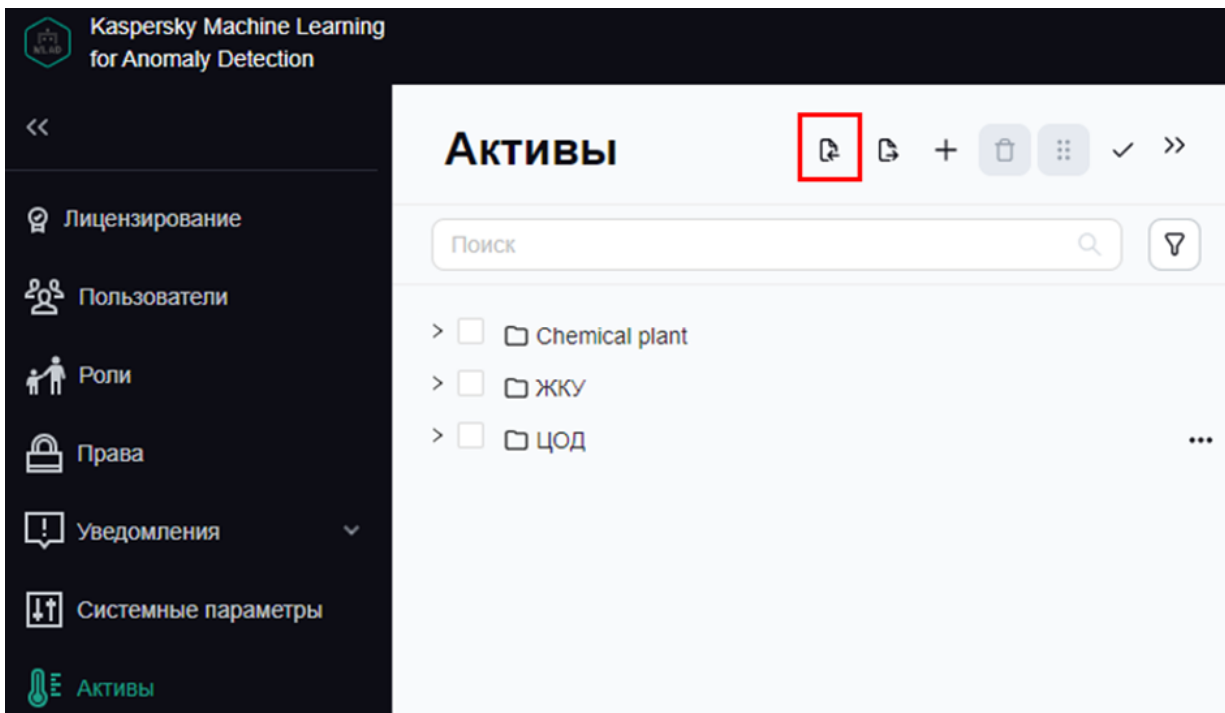 Kaspersky Machine Learning
for Anomaly Detection
MLAD
Активы
Поиск
Лицензирование
Пользователи
Роли
Права
Уведомления
Системные параметры
Активы
Chemical plant
ЖКУ
ЦОД